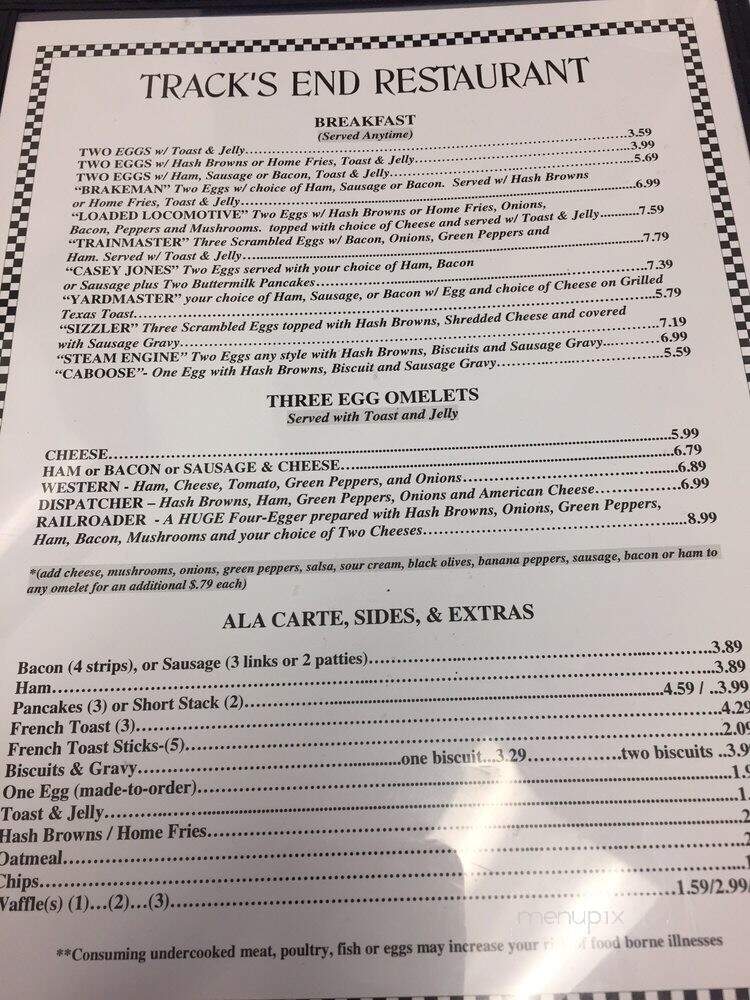 TRACK'S END RESTAURANT
BREAKFAST
(Served Anytime)
TWO EGGS w/ Toast & Jelly....................3.59
TWO EGGS w/ Hash Browns or Home Fries, Toast & Jelly....................3.99
TWO EGGS w/ Ham, Sausage or Bacon, Toast & Jelly....................5.69
"BRAKEMAN" Two Eggs w/ choice of Ham, Sausage or Bacon. Served w/ Hash Browns
or Home Fries, Toast & Jelly....................6.99
"LOADED LOCOMOTIVE" Two Eggs w/ Hash Browns or Home Fries, Onions,
Bacon, Peppers and Mushrooms. topped with choice of Cheese and served w/ Toast & Jelly..........7.59
"TRAINMASTER" Three Scrambled Eggs w/ Bacon, Onions, Green Peppers and
Ham. Served w/ Toast & Jelly....................7.79
"CASEY JONES" Two Eggs served with your choice of Ham, Bacon
or Sausage plus Two Buttermilk Pancakes....................7.39
"YARDMASTER" your choice of Ham, Sausage, or Bacon w/ Egg and choice of Cheese on Grilled
Texas Toast....................5.79
"SIZZLER" Three Scrambled Eggs topped with Hash Browns, Shredded Cheese and covered
with Sausage Gravy....................7.19
"STEAM ENGINE" Two Eggs any style with Hash Browns, Biscuits and Sausage Gravy..............6.99
"CABOOSE"- One Egg with Hash Browns, Biscuit and Sausage Gravy....................5.59
THREE EGG OMELETS
Served with Toast and Jelly
CHEESE....................5.99
HAM or BACON or SAUSAGE & CHEESE....................6.79
WESTERN - Ham, Cheese, Tomato, Green Peppers, and Onions....................6.89
DISPATCHER – Hash Browns, Ham, Green Peppers, Onions and American Cheese....................6.99
RAILROADER - A HUGE Four-Egger prepared with Hash Browns, Onions, Green Peppers,
Ham, Bacon, Mushrooms and your choice of Two Cheeses....................8.99
*(add cheese, mushrooms, onions, green peppers, salsa, sour cream, black olives, banana peppers, sausage, bacon or ham to
any omelet for an additional $.79 each)
ALA CARTE, SIDES, & EXTRAS
Bacon (4 strips), or Sausage (3 links or 2 patties)....................3.89
Ham....................3.89
Pancakes (3) or Short Stack (2)....................4.59 / ..3.99
French Toast (3)....................4.29
French Toast Sticks-(5)....................2.09
Biscuits & Gravy....................one biscuit...3.29....................two biscuits ..3.9
One Egg (made-to-order)....................1.9
Toast & Jelly....................1.
Hash Browns / Home Fries....................2
Oatmeal....................2
Chips....................1
Waffle(s) (1)...(2)...(3)....................1.59/2.99/
menupix
**Consuming undercooked meat, poultry, fish or eggs may increase your of food borne illnesses